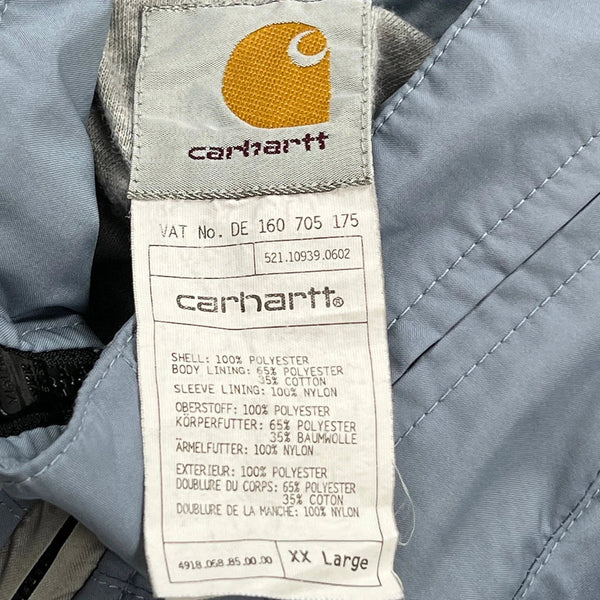 carhartt
VAT No. DE 160 705 175
521.10939.0602
carhartt®
SHELL: 100% POLYESTER
BODY LINING: 65% POLYESTER
35% COTTON
SLEEVE LINING: 100% NYLON
OBERSTOFF: 100% POLYESTER
KÖRPERFUTTER: 65% POLYESTER
35% BAUMWOLLE
ÄRMELFUTTER: 100% NYLON
EXTERIEUR: 100% POLYESTER
DOUBLURE DU CORPS: 65% POLYESTER
35% COTON
DOUBLURE DE LA MANCHE: 100% NYLON
4918.068.85.00.00 XX Large